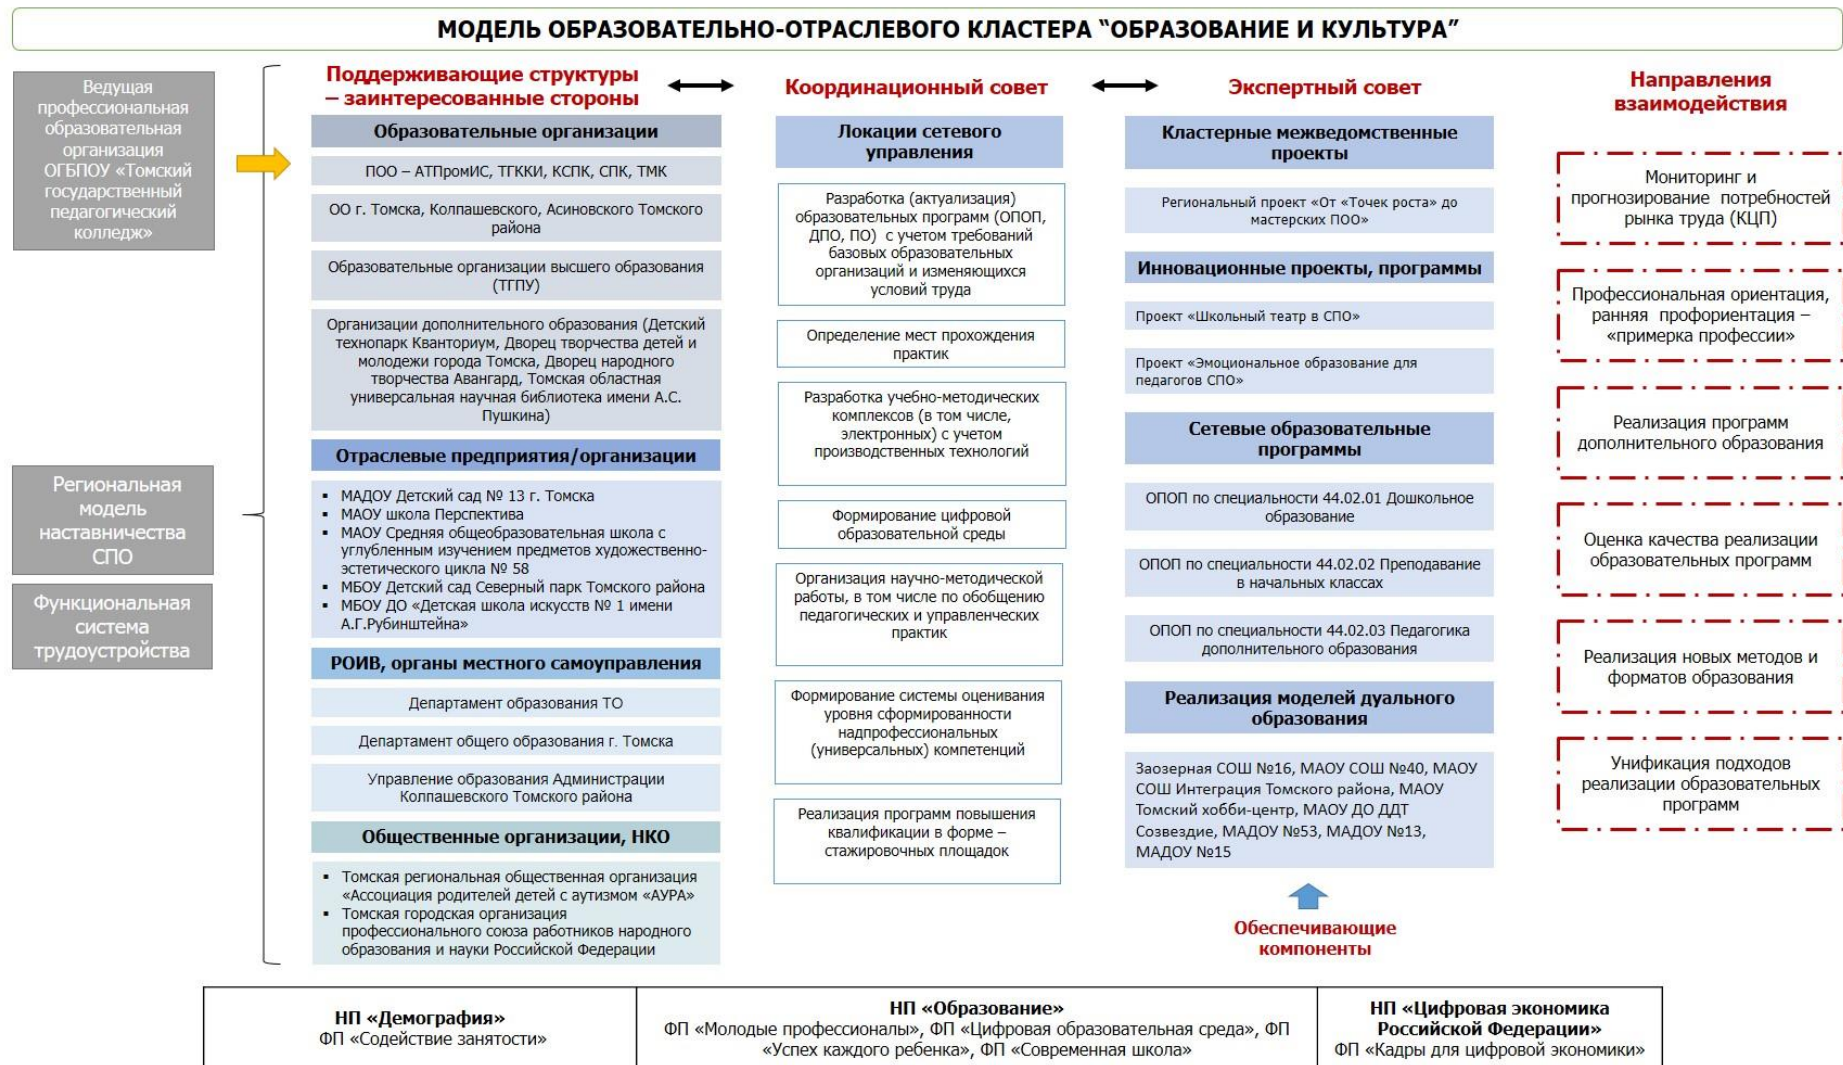 МОДЕЛЬ ОБРАЗОВАТЕЛЬНО-ОТРАСЛЕВОГО КЛАСТЕРА “ОБРАЗОВАНИЕ И КУЛЬТУРА”
Ведущая
профессиональная
образовательная
организация
ОГБПОУ «Томский
государственный
педагогический
колледж»
Региональная
модель
наставничества
СПО
Функциональная
система
трудоустройства
Поддерживающие структуры
– заинтересованные стороны
Образовательные организации
ПОО – АТПромИС, ТГККИ, КСПК, СПК, ТМК
ОО г. Томска, Колпашевского, Асиновского Томского
района
Образовательные организации высшего образования
(ТГПУ)
Организации дополнительного образования (Детский
технопарк Кванториум, Дворец творчества детей и
молодежи города Томска, Дворец народного
творчества Авангард, Томская областная
универсальная научная библиотека имени А.С.
Пушкина)
Отраслевые предприятия/организации
▪ МАДОУ Детский сад № 13 г. Томска
▪ МАОУ школа Перспектива
▪ МАОУ Средняя общеобразовательная школа с
углубленным изучением предметов художественно-
эстетического цикла № 58
▪ МБОУ Детский сад Северный парк Томского района
▪ МБОУ ДО «Детская школа искусств № 1 имени
А.Г.Рубинштейна»
РОИВ, органы местного самоуправления
Департамент образования ТО
Департамент общего образования г. Томска
Управление образования Администрации
Колпашевского Томского района
Общественные организации, НКО
▪ Томская региональная общественная организация
«Ассоциация родителей детей с аутизмом «АУРА»
▪ Томская городская организация
профессионального союза работников народного
образования и науки Российской Федерации
Координационный совет
Локации сетевого
управления
Разработка (актуализация)
образовательных программ (ОПОП,
ДПО, ПО) с учетом требований
базовых образовательных
организаций и изменяющихся
условий труда
Определение мест прохождения
практик
Разработка учебно-методических
комплексов (в том числе,
электронных) с учетом
производственных технологий
Формирование цифровой
образовательной среды
Организация научно-методической
работы, в том числе по обобщению
педагогических и управленческих
практик
Формирование системы оценивания
уровня сформированности
надпрофессиональных
(универсальных) компетенций
Реализация программ повышения
квалификации в форме –
стажировочных площадок
Экспертный совет
Кластерные межведомственные
проекты
Региональный проект «От «Точек роста» до
мастерских ПОО»
Инновационные проекты, программы
Проект «Школьный театр в СПО»
Проект «Эмоциональное образование для
педагогов СПО»
Сетевые образовательные
программы
ОПОП по специальности 44.02.01 Дошкольное
образование
ОПОП по специальности 44.02.02 Преподавание
в начальных классах
ОПОП по специальности 44.02.03 Педагогика
дополнительного образования
Реализация моделей дуального
образования
Заозерная СОШ №16, МАОУ СОШ №40, МАОУ
СОШ Интеграция Томского района, МАОУ
Томский хобби-центр, МАОУ ДО ДДТ
Созвездие, МАДОУ №53, МАДОУ №13,
МАДОУ №15
Обеспечивающие
компоненты
Направления
взаимодействия
Мониторинг и
прогнозирование потребностей
рынка труда (КЦП)
Профессиональная ориентация,
ранняя профориентация –
«примерка профессии»
Реализация программ
дополнительного образования
Оценка качества реализации
образовательных программ
Реализация новых методов и
форматов образования
Унификация подходов
реализации образовательных
программ
НП «Демография»
ФП «Содействие занятости»
НП «Образование»
ФП «Молодые профессионалы», ФП «Цифровая образовательная среда», ФП
«Успех каждого ребенка», ФП «Современная школа»
НП «Цифровая экономика
Российской Федерации»
ФП «Кадры для цифровой экономики»